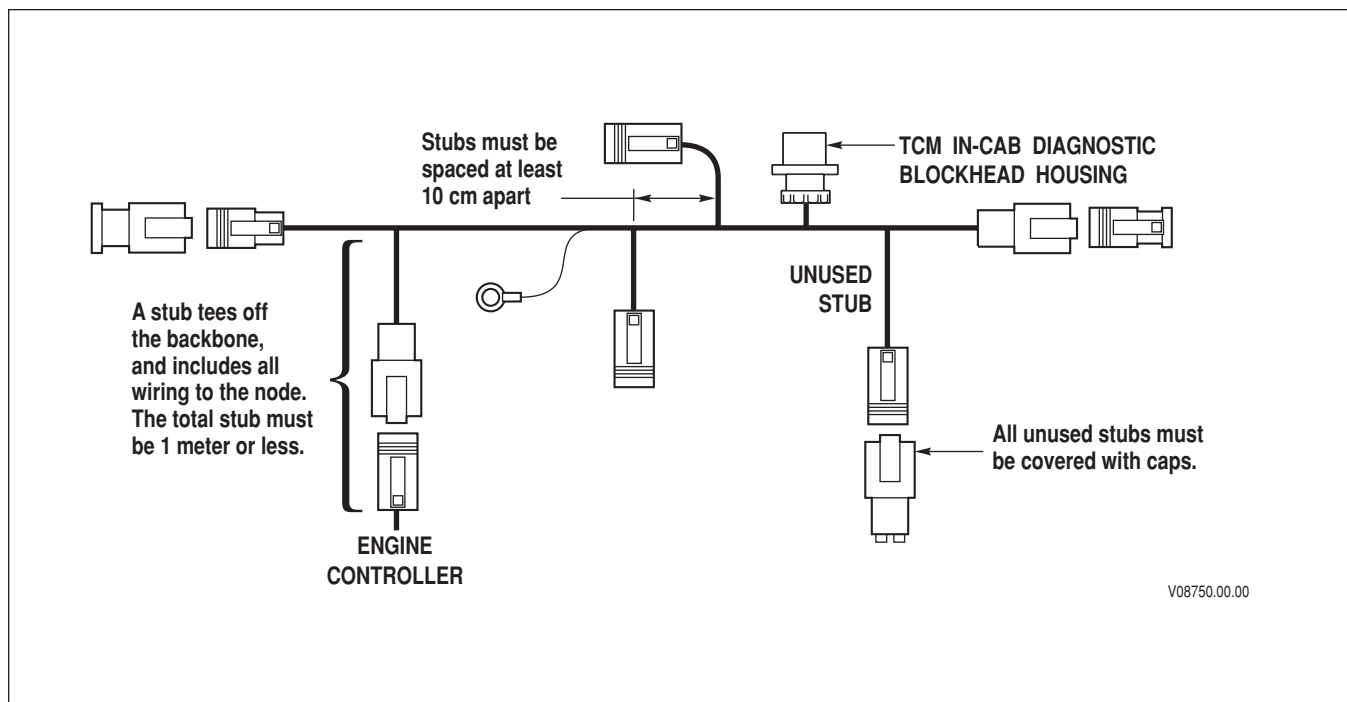 Stubs must be
spaced at least
10 cm apart
TCM IN-CAB DIAGNOSTIC
BLOCKHEAD HOUSING
A stub tees off
the backbone,
and includes all
wiring to the node.
The total stub must
be 1 meter or less.
UNUSED
STUB
All unused stubs must
be covered with caps.
ENGINE
CONTROLLER
V08750.00.00